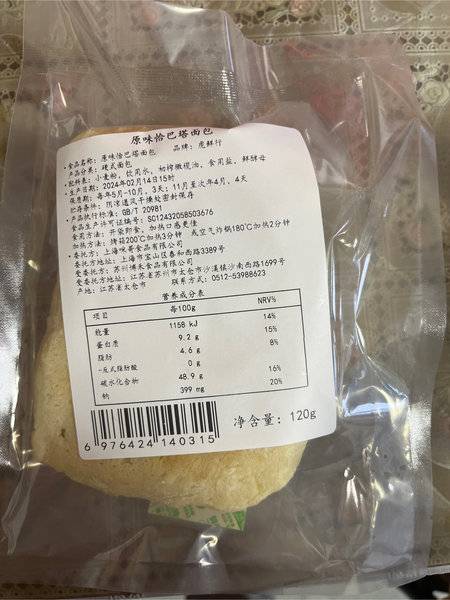 原味恰巴塔面包
·食品名称：原味恰巴塔面包 品牌：虎鲜行
产品分类：硬式面包
·配料表：小麦粉、饮用水、初榨橄榄油、食用盐、鲜酵母
·生产日期：2024年02月14日15时
保质期：每年5月-10月，3天；11月至次年4月，4天
贮存条件：阴凉通风干燥处密封保存
·产品执行标准：GB/T 20981
食品生产许可证编号：SC12432058503676
食用方法：开袋即食，加热口感更佳
加热方法：烤箱200℃加热3分钟 或空气炸锅180℃加热2分钟
·委托方：上海咪哥食品有限公司
委托方地址：上海市宝山区泰和西路3389号
受委托方：苏州博禾食品有限公司
受委托方地址：江苏省苏州市太仓市沙溪镇沙南西路1699号
产地：江苏省太仓市 联系方式：0512-53988623
营养成分表
项目 每100g NRV%
能量 1158 kJ 14%
蛋白质 9.2 g 15%
脂肪 4.6 g 8%
-反式脂肪酸 0 g
碳水化合物 48.9 g 16%
钠 399 mg 20%
6 976424 140315
净含量：120g